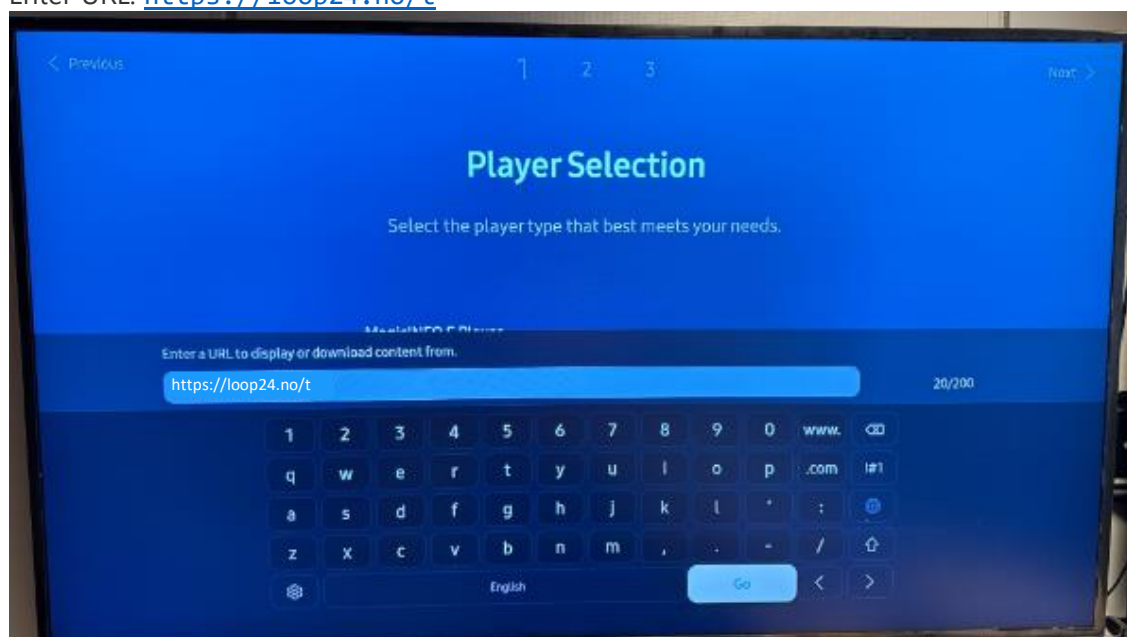 Enter URL: https://loop24.no/t
< Previous
1 2 3
Next >
Player Selection
Select the player type that best meets your needs.
Enter a URL to display or download content from.
https://loop24.no/t
20/200
1 2 3 4 5 6 7 8 9 0 www.
q w e r t y u i o p .com !#1
a s d f g h j k l :
z x c v b n m , . - /
English
Go < >